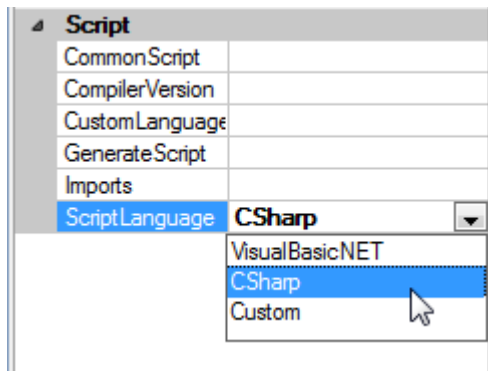 Script
CommonScript
CompilerVersion
CustomLanguage
GenerateScript
Imports
ScriptLanguage CSharp
VisualBasicNET
CSharp
Custom